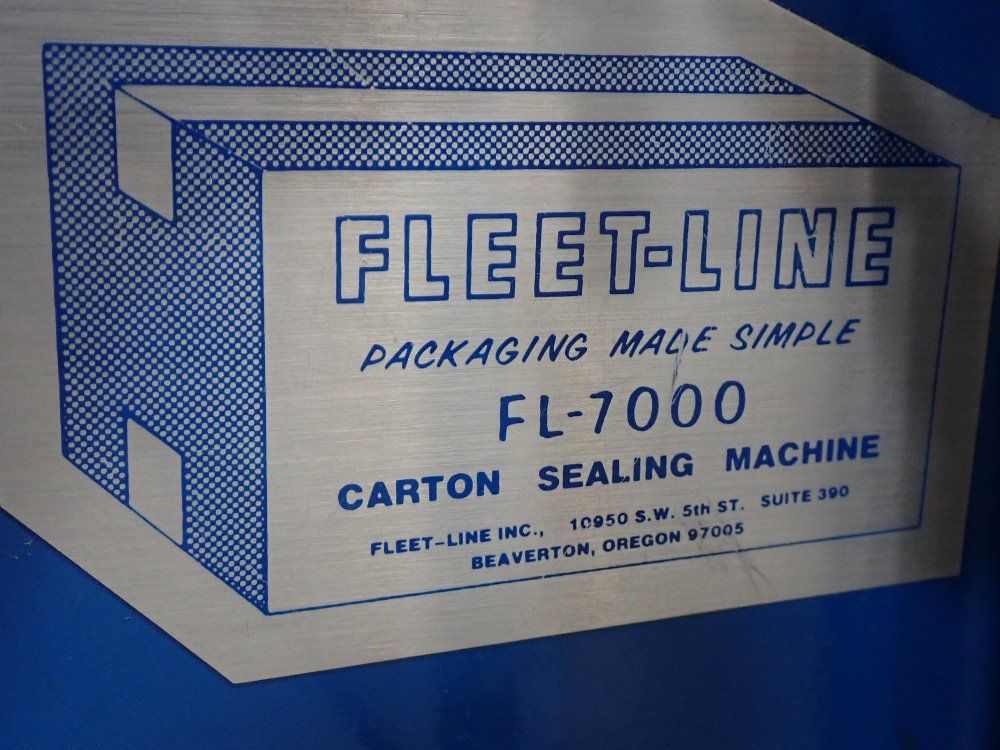 FLEET-LINE
PACKAGING MADE SIMPLE
FL-7000
CARTON SEALING MACHINE
FLEET-LINE INC., 10950 S.W. 5th ST. SUITE 390
BEAVERTON, OREGON 97005